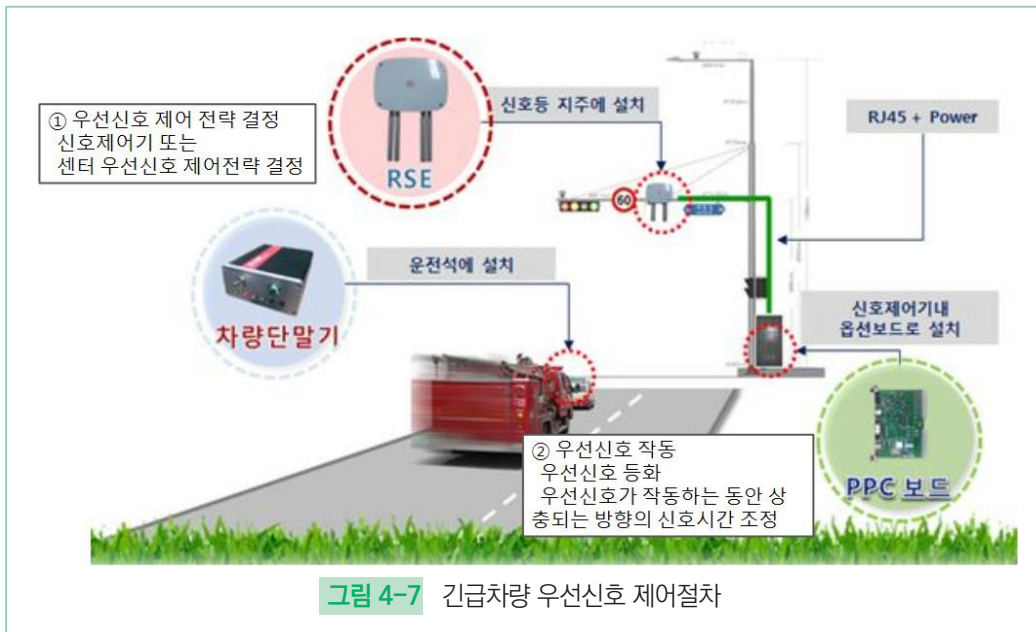 ① 우선신호 제어 전략 결정
신호제어기 또는
센터 우선신호 제어전략 결정
RSE
신호등 지주에 설치
RJ45 + Power
60
운전석에 설치
차량단말기
신호제어기내
옵션보드로 설치
② 우선신호 작동
우선신호 등화
우선신호가 작동하는 동안 상
충되는 방향의 신호시간 조정
PPC 보드
그림 4-7 긴급차량 우선신호 제어절차